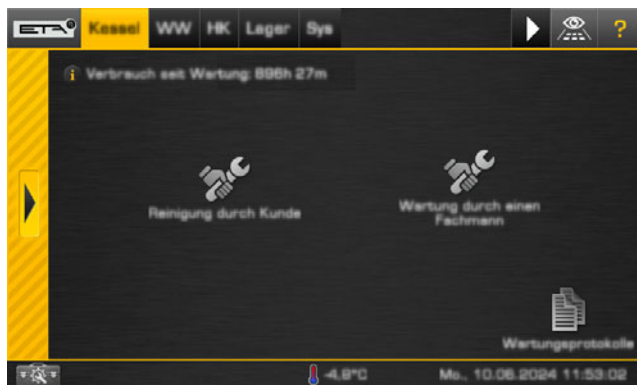 ETA
Kessel WW HK Lager Sys
?
i Verbrauch seit Wartung: 896h 27m
Reinigung durch Kunde
Wartung durch einen
Fachmann
Wartungsprotokolle
-4,8°C
Mo., 10.06.2024 11:53:02